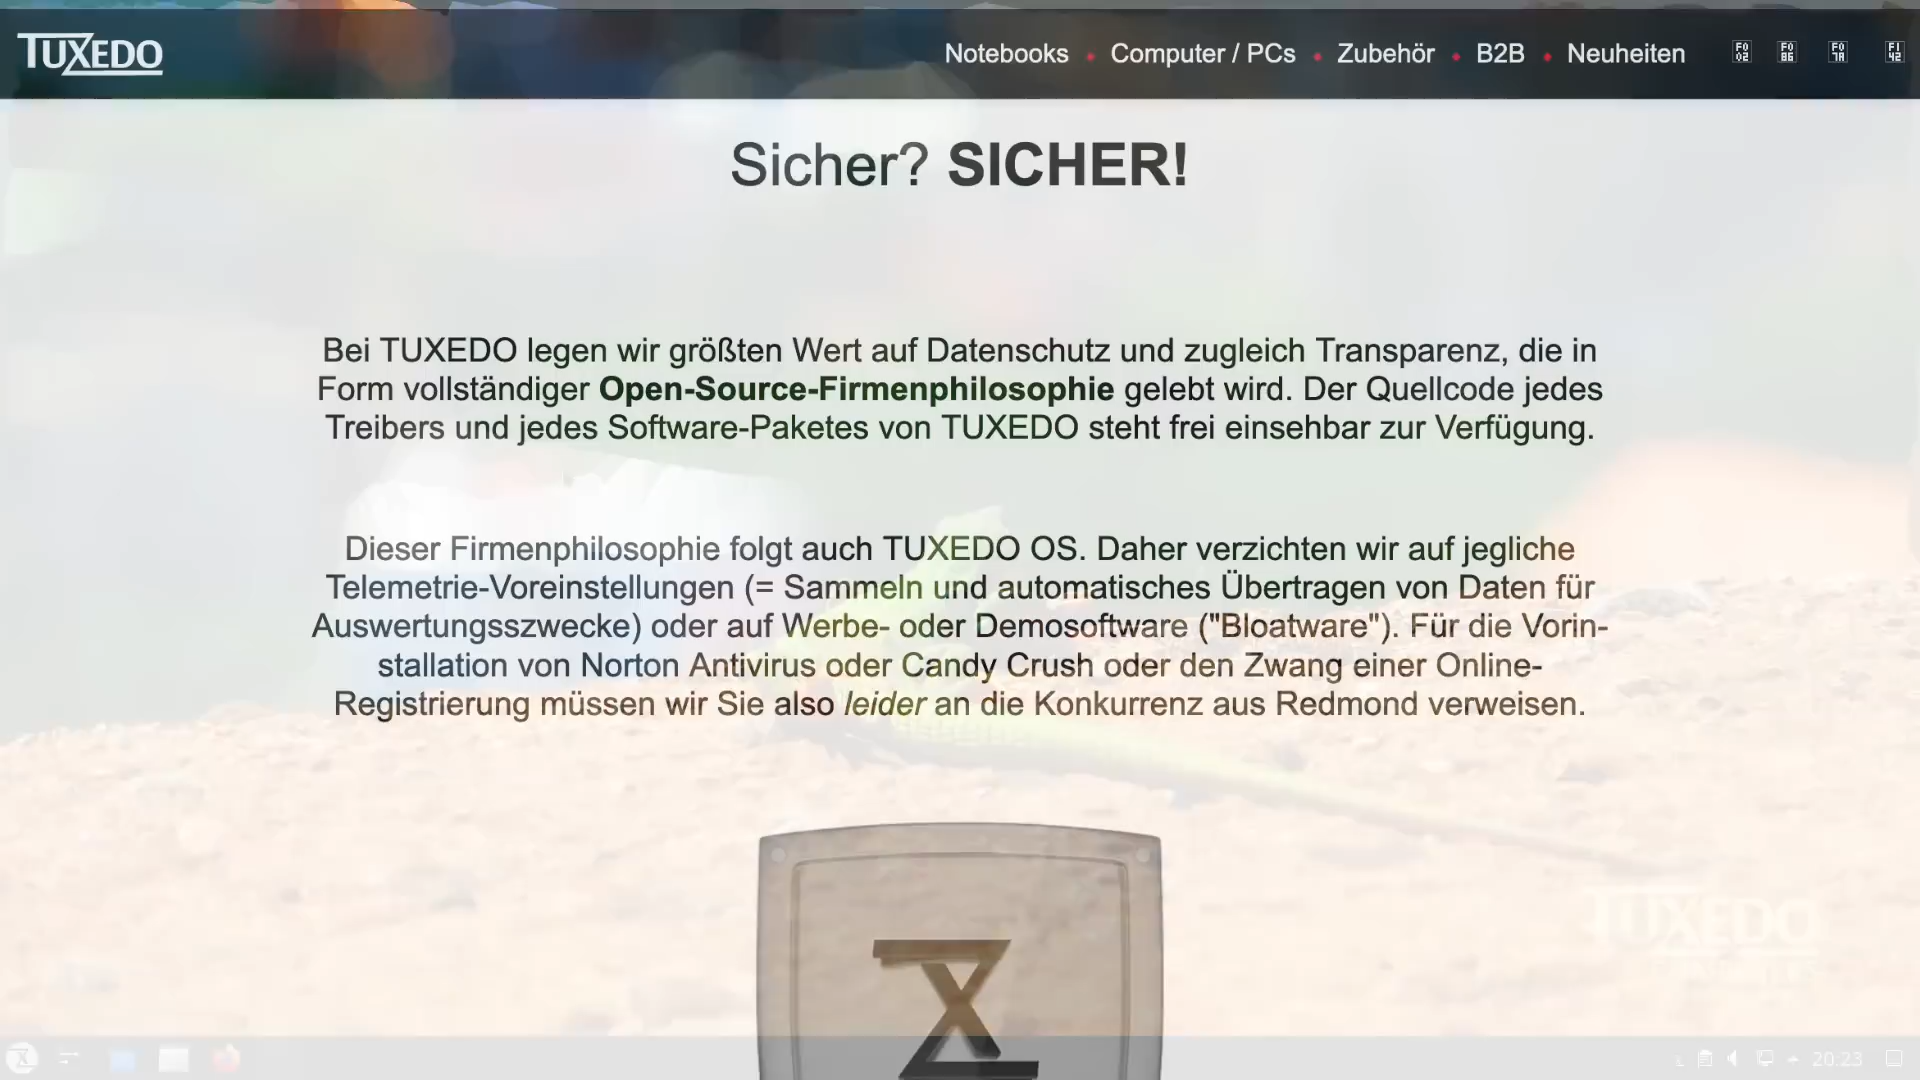 TUXEDO
Notebooks • Computer / PCs • Zubehör • B2B • Neuheiten
F002 F086 F07A F142
Sicher? SICHER!
Bei TUXEDO legen wir größten Wert auf Datenschutz und zugleich Transparenz, die in
Form vollständiger Open-Source-Firmenphilosophie gelebt wird. Der Quellcode jedes
Treibers und jedes Software-Paketes von TUXEDO steht frei einsehbar zur Verfügung.
Dieser Firmenphilosophie folgt auch TUXEDO OS. Daher verzichten wir auf jegliche
Telemetrie-Voreinstellungen (= Sammeln und automatisches Übertragen von Daten für
Auswertungsszwecke) oder auf Werbe- oder Demosoftware ("Bloatware"). Für die Vorin-
stallation von Norton Antivirus oder Candy Crush oder den Zwang einer Online-
Registrierung müssen wir Sie also leider an die Konkurrenz aus Redmond verweisen.
TUXEDO
20:23